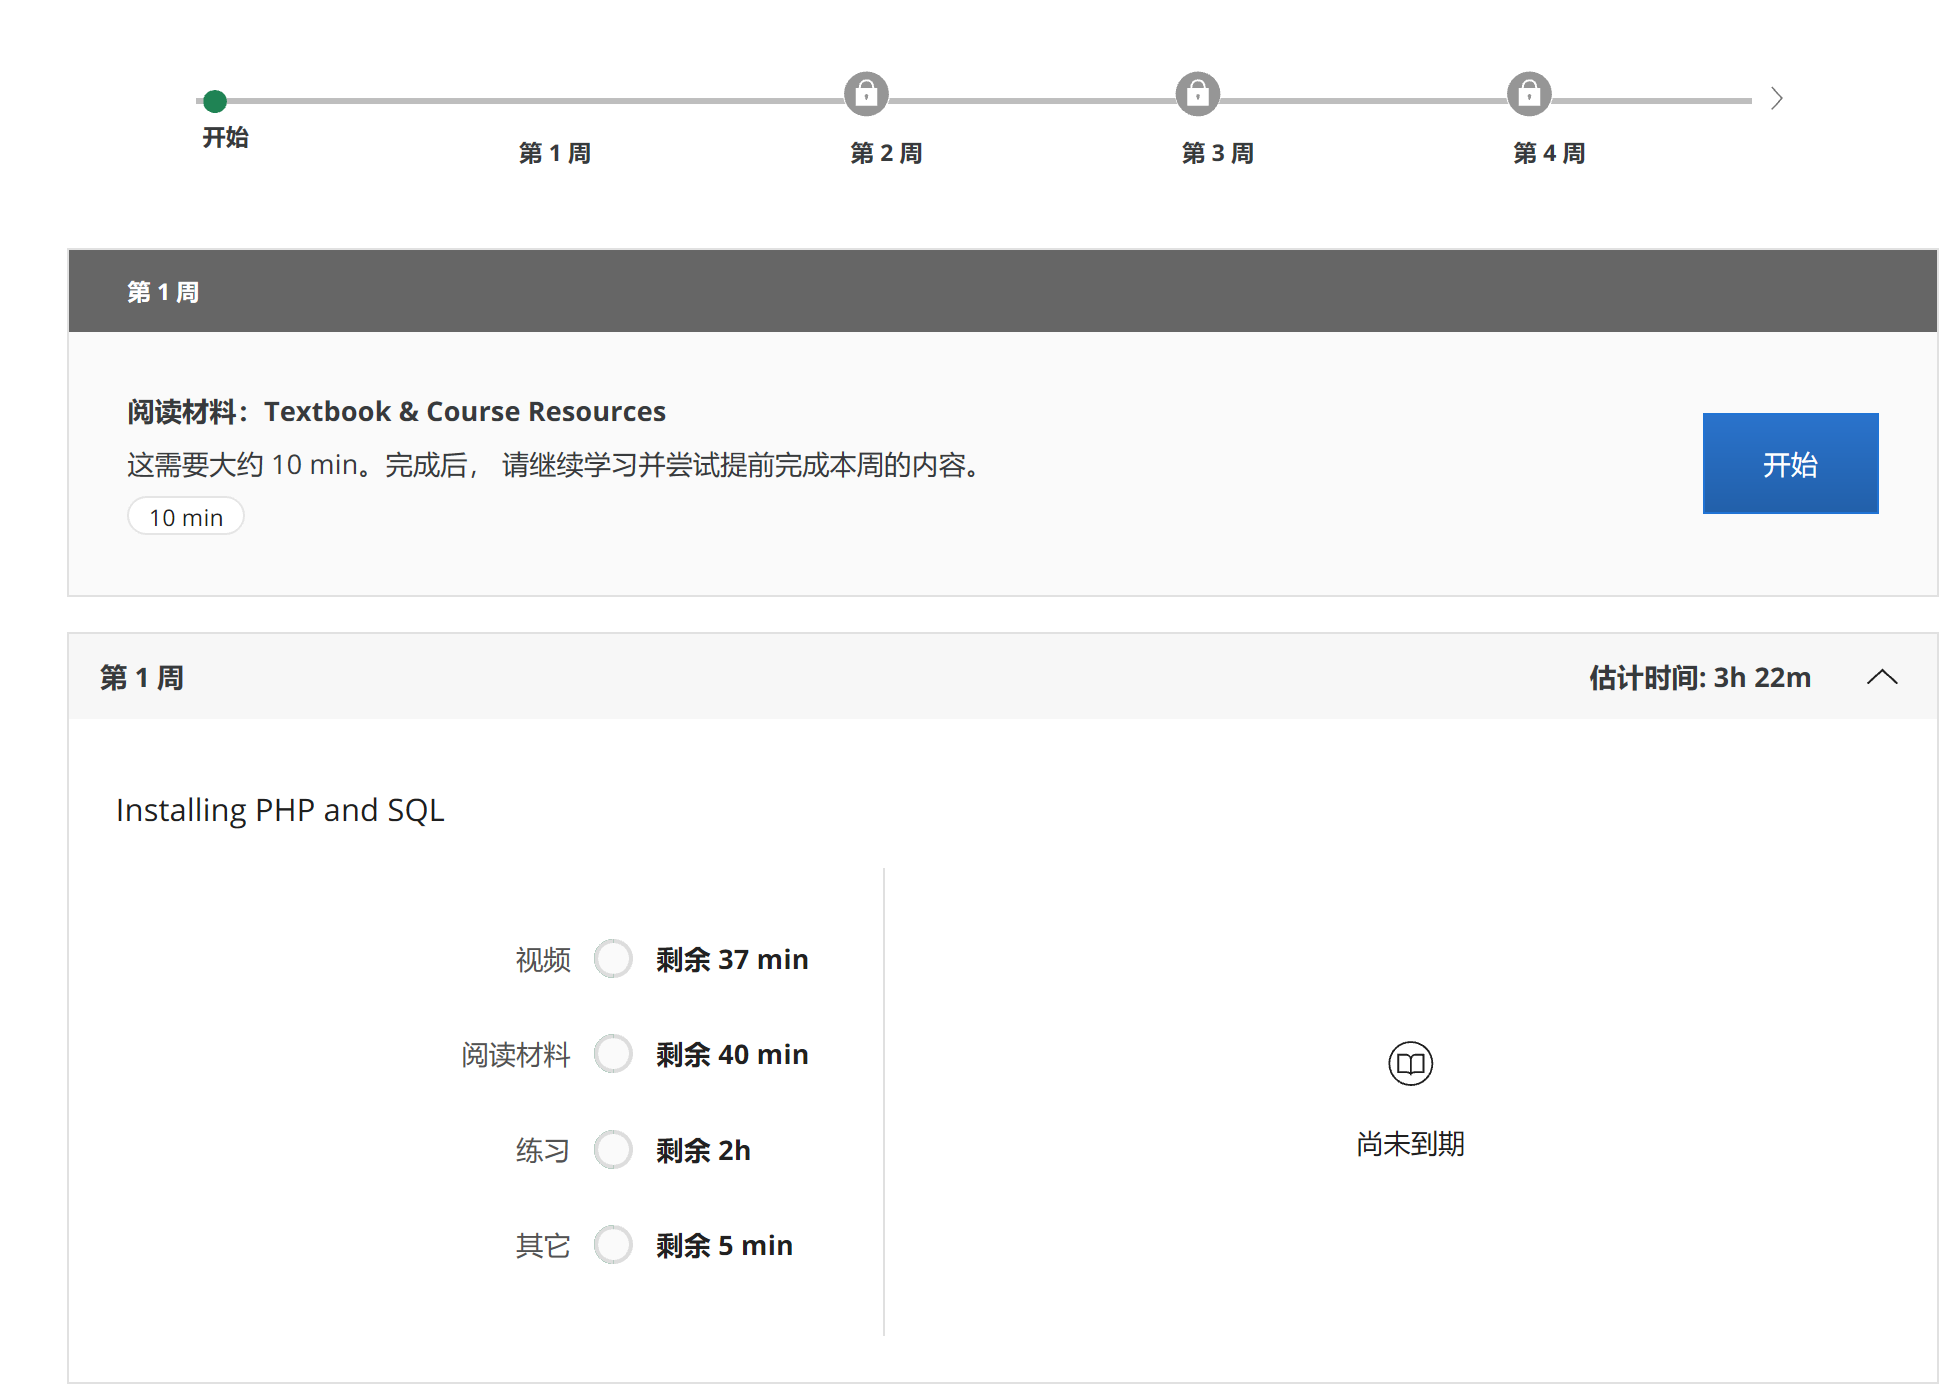 开始
第 1 周
第 2 周
第 3 周
第 4 周
第 1 周
阅读材料：Textbook & Course Resources
这需要大约 10 min。完成后， 请继续学习并尝试提前完成本周的内容。
10 min
开始
第 1 周
估计时间: 3h 22m
Installing PHP and SQL
视频 剩余 37 min
阅读材料 剩余 40 min
练习 剩余 2h
其它 剩余 5 min
尚未到期